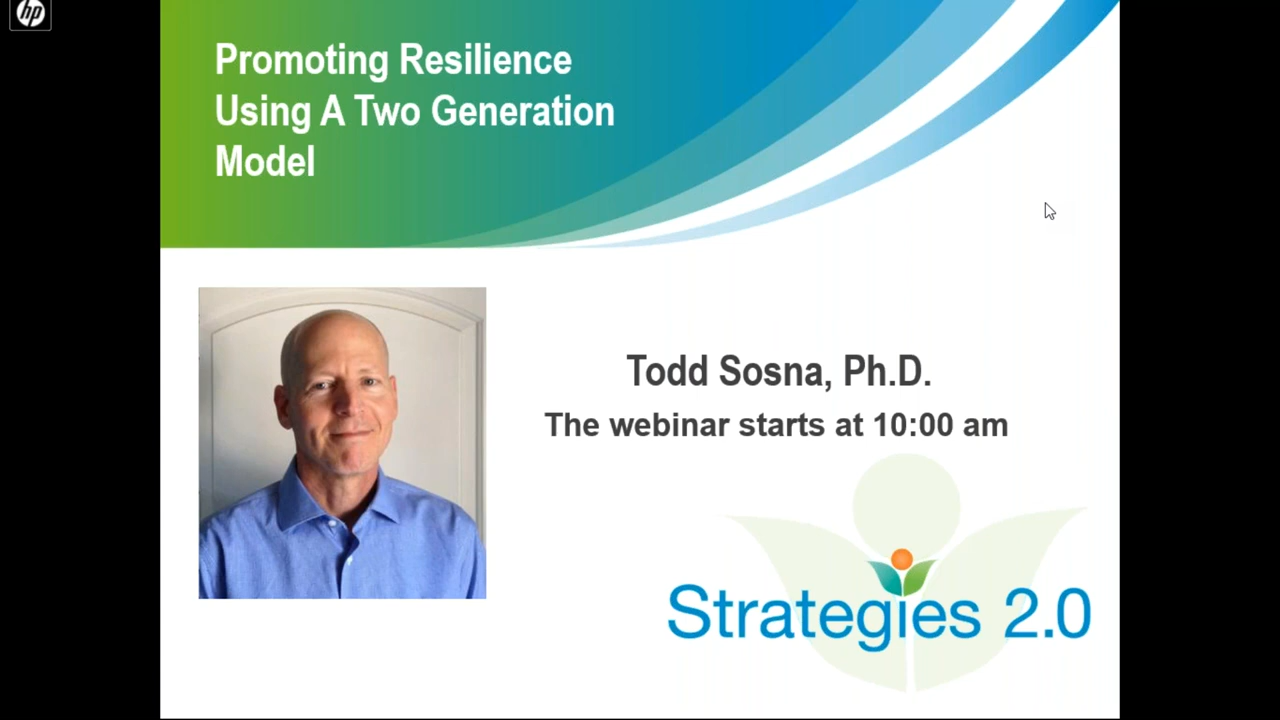 hp
Promoting Resilience
Using A Two Generation
Model
Todd Sosna, Ph.D.
The webinar starts at 10:00 am
Strategies 2.0